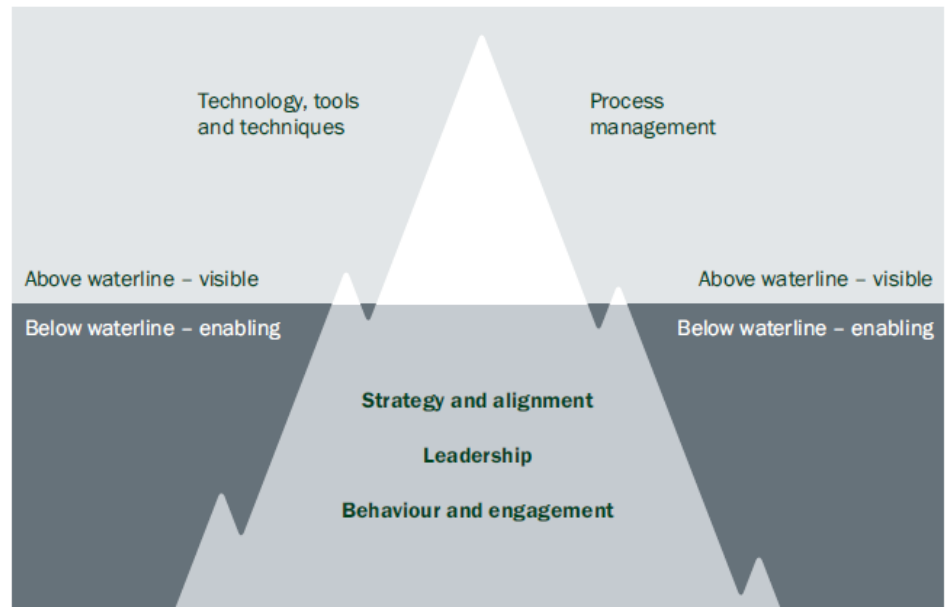 Technology, tools
and techniques
Process
management
Above waterline – visible
Above waterline – visible
Below waterline – enabling
Below waterline – enabling
Strategy and alignment
Leadership
Behaviour and engagement